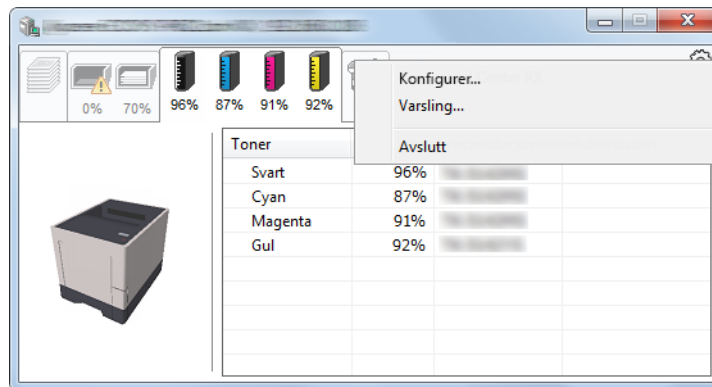 0% 70% 96% 87% 91% 92%
Konfigurer...
Varsling...
Avslutt
Toner
Svart 96%
Cyan 87%
Magenta 91%
Gul 92%